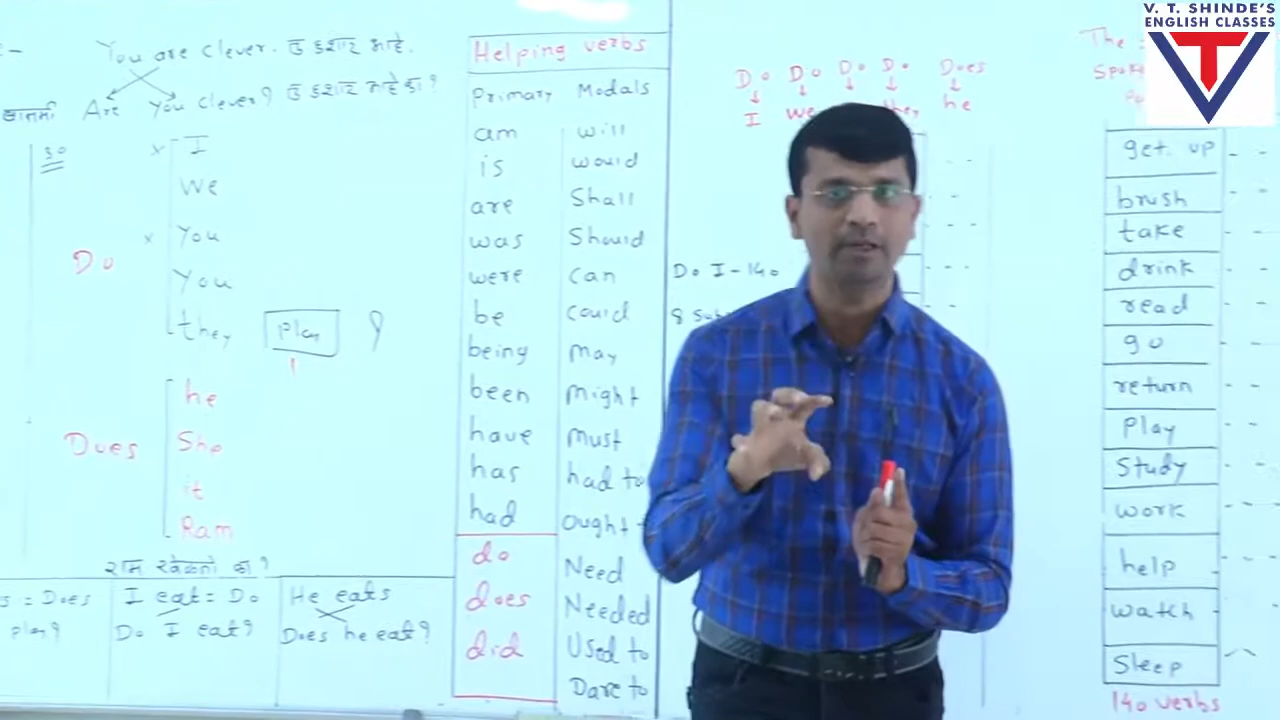 V. T. SHINDE'S
ENGLISH CLASSES
You are clever. तु हुशार आहे.
Are You clever? तु हुशार आहे का?
I
We
You
You
they play ?
Do
he
She
it
Ram
Does
राम खेळतो का?
= Does
play?
I eat = Do
Do I eat?
He eats
Does he eat?
Helping verbs
Primary Modals
am will
is would
are Shall
was Should
were can
be could
being may
been might
have must
has had to
had ought
do Need
does Needed
did Used to
Dare to
Do Do Do Do Does
I we they he
Do I - 140
The
get up
brush
take
drink
read
go
return
play
study
work
help
watch
Sleep
140 verbs